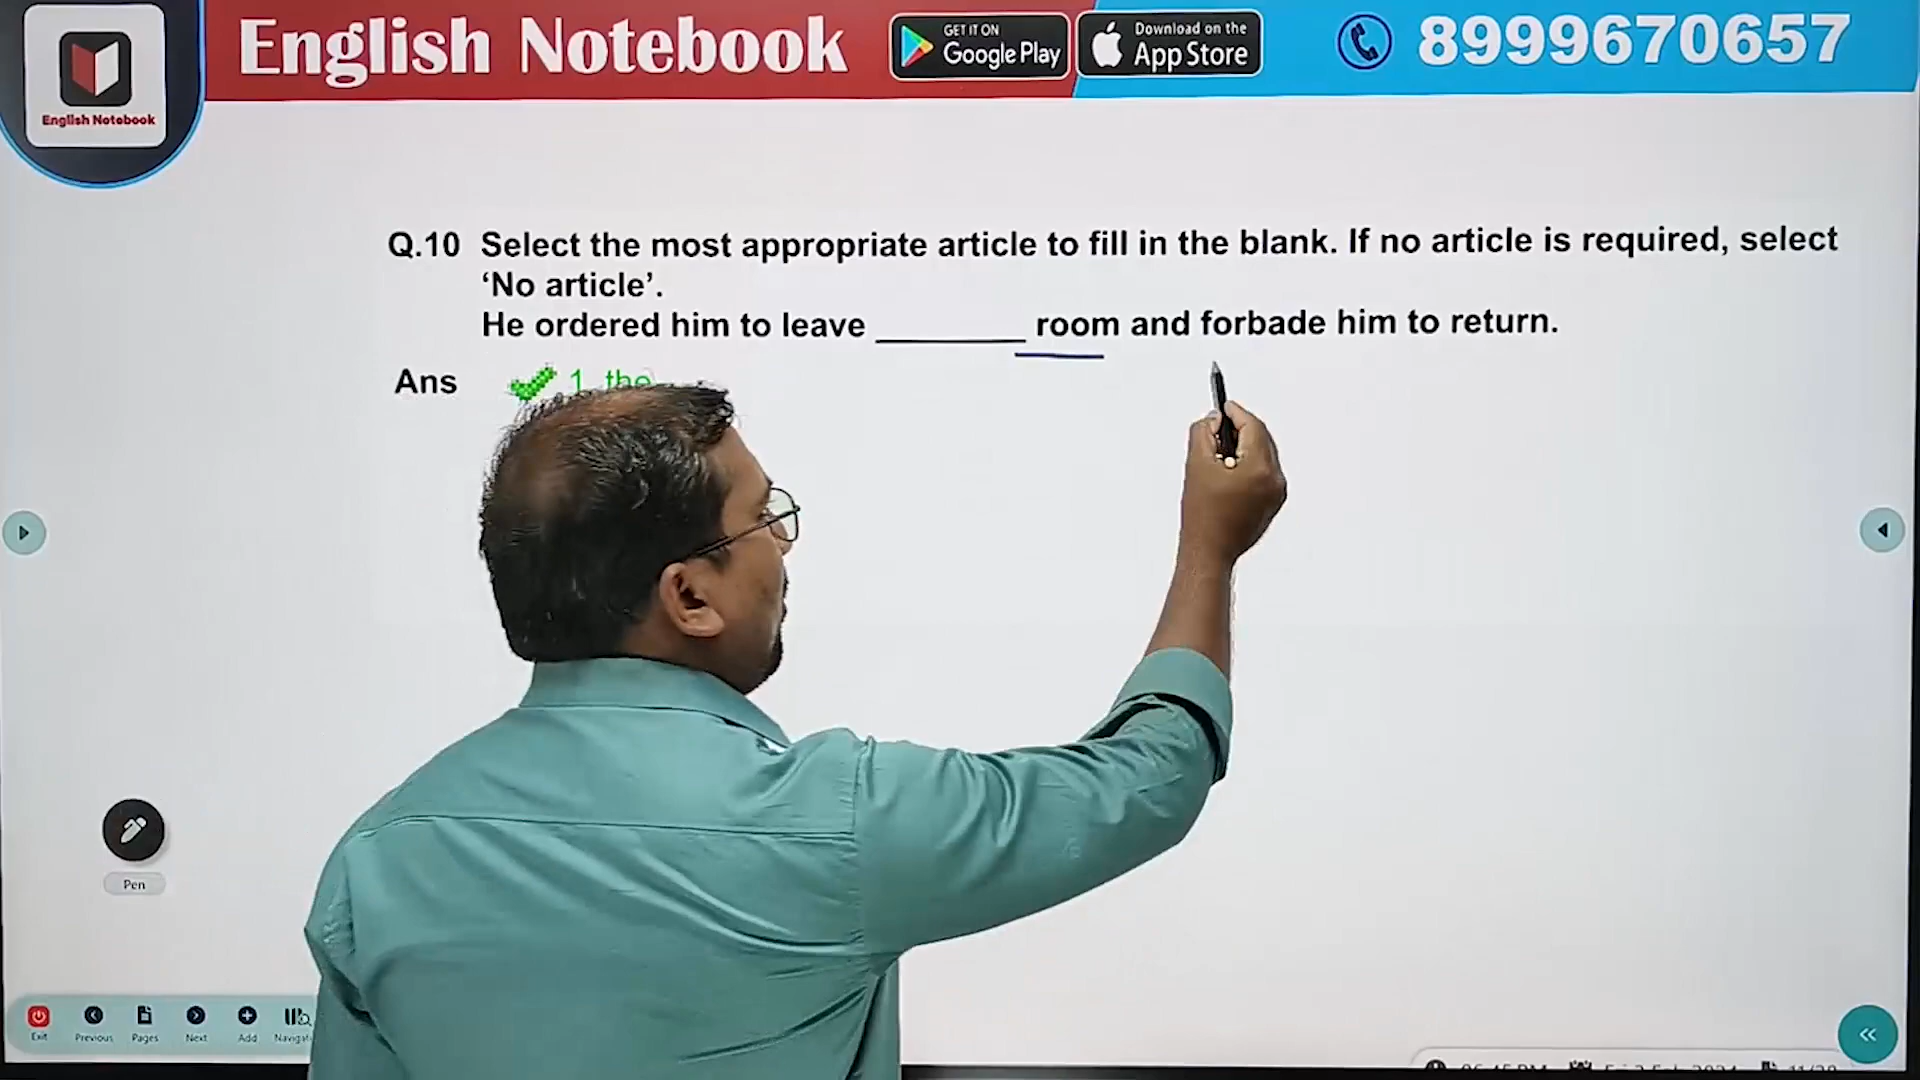 English Notebook
GET IT ON
Google Play
Download on the
App Store
8999670657
English Notebook
Q.10 Select the most appropriate article to fill in the blank. If no article is required, select
‘No article’.
He ordered him to leave ________ room and forbade him to return.
Ans 1. the
Pen
Exit Previous Pages Next Add